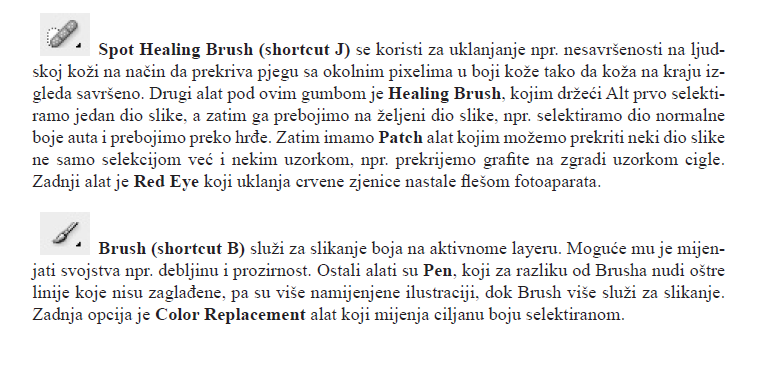 Spot Healing Brush (shortcut J) se koristi za uklanjanje npr. nesavršenosti na ljud-
skoj koži na način da prekriva pjegu sa okolnim pixelima u boji kože tako da koža na kraju iz-
gleda savršeno. Drugi alat pod ovim gumbom je Healing Brush, kojim držeći Alt prvo selekti-
ramo jedan dio slike, a zatim ga prebojimo na željeni dio slike, npr. selektiramo dio normalne
boje auta i prebojimo preko hrđe. Zatim imamo Patch alat kojim možemo prekriti neki dio slike
ne samo selekcijom već i nekim uzorkom, npr. prekrijemo grafite na zgradi uzorkom cigle.
Zadnji alat je Red Eye koji uklanja crvene zjenice nastale flešom fotoaparata.
Brush (shortcut B) služi za slikanje boja na aktivnome layeru. Moguće mu je mijen-
jati svojstva npr. debljinu i prozirnost. Ostali alati su Pen, koji za razliku od Brusha nudi oštre
linije koje nisu zaglađene, pa su više namijenjene ilustraciji, dok Brush više služi za slikanje.
Zadnja opcija je Color Replacement alat koji mijenja ciljanu boju selektiranom.